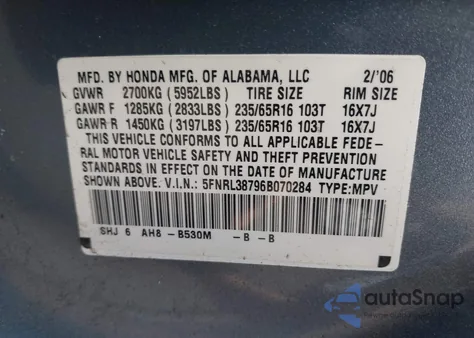 MFD. BY HONDA MFG. OF ALABAMA, LLC 2/'06
GVWR 2700KG (5952LBS) TIRE SIZE RIM SIZE
GAWR F 1285KG (2833LBS) 235/65R16 103T 16X7J
GAWR R 1450KG (3197LBS) 235/65R16 103T 16X7J
THIS VEHICLE CONFORMS TO ALL APPLICABLE FEDE-
RAL MOTOR VEHICLE SAFETY AND THEFT PREVENTION
STANDARDS IN EFFECT ON THE DATE OF MANUFACTURE
SHOWN ABOVE. V.I.N.: 5FNRL38796B070284 TYPE:MPV
SHJ 6 AH8 -B530M -B -B
autoSnap